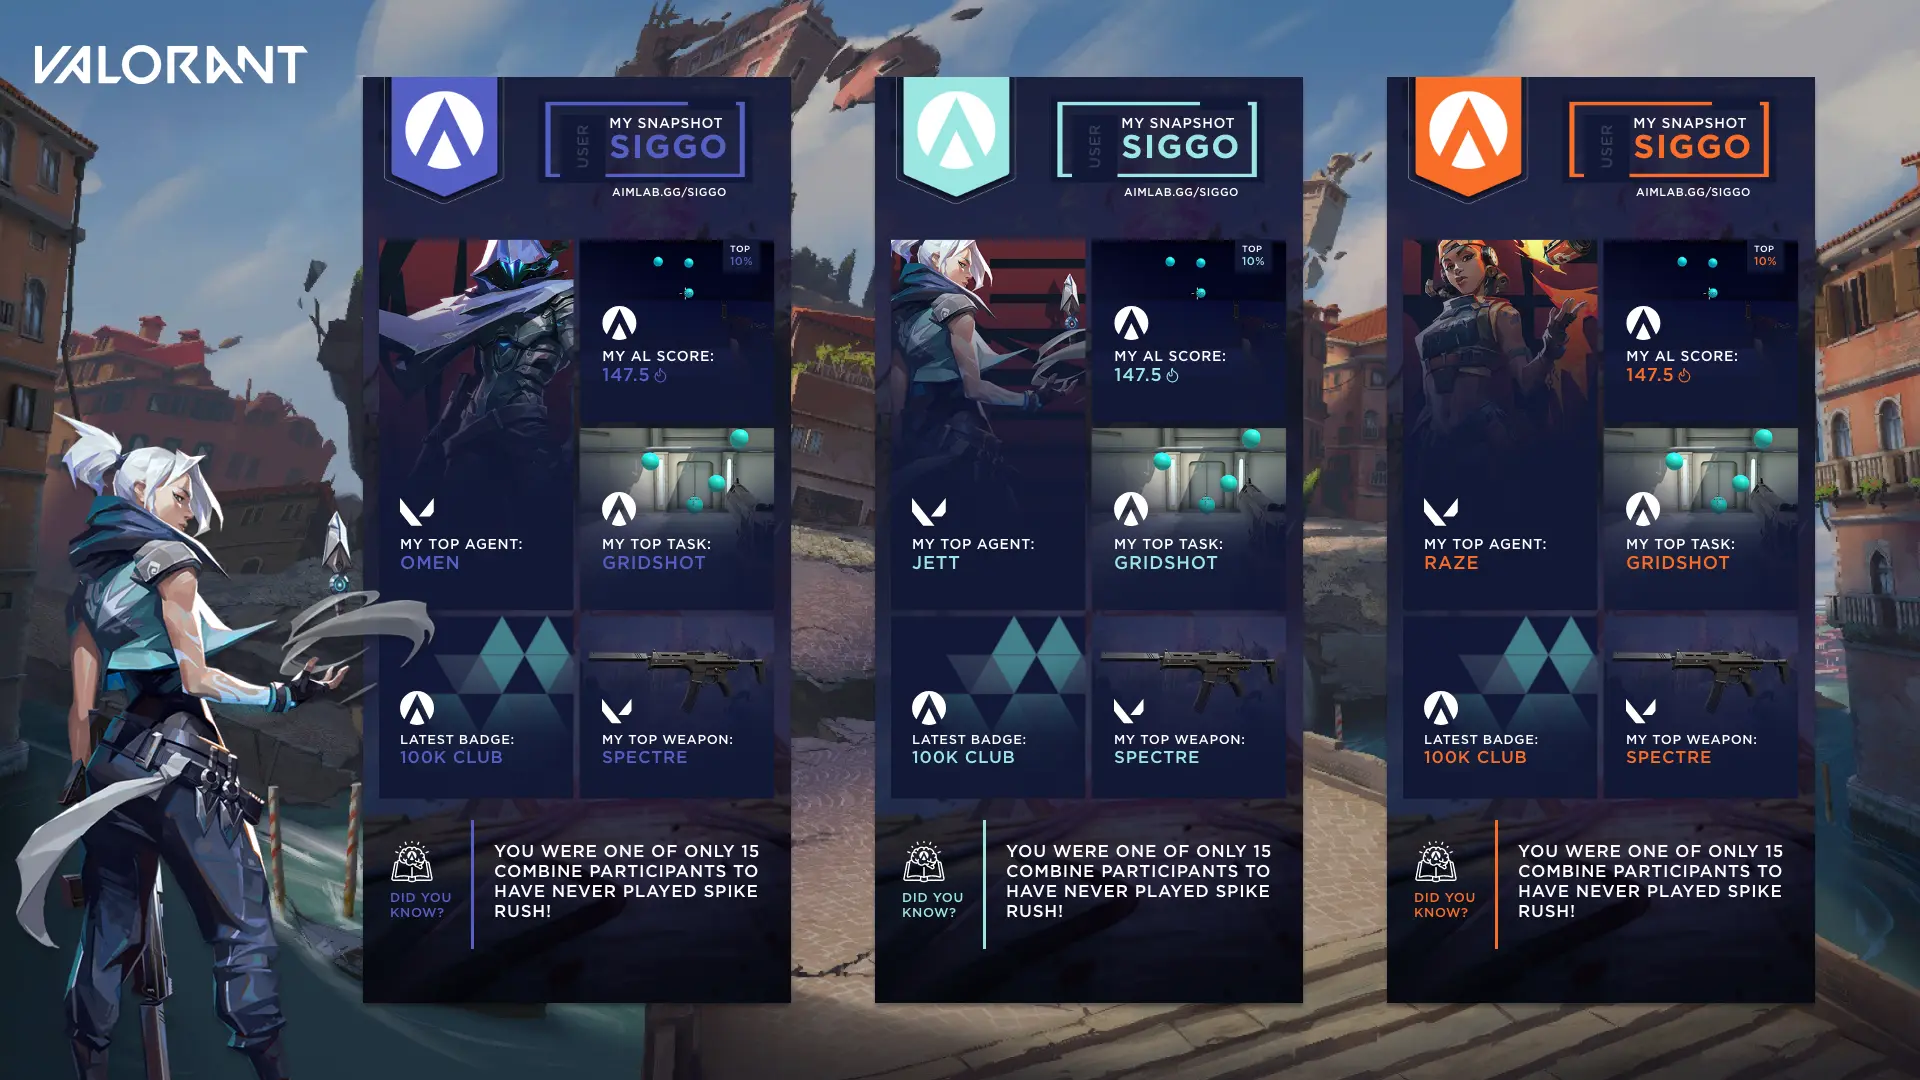 VALORANT
USER
MY SNAPSHOT
SIGGO
AIMLAB.GG/SIGGO
TOP
10%
MY AL SCORE:
147.5
MY TOP AGENT:
OMEN
MY TOP TASK:
GRIDSHOT
LATEST BADGE:
100K CLUB
MY TOP WEAPON:
SPECTRE
DID YOU
KNOW?
YOU WERE ONE OF ONLY 15
COMBINE PARTICIPANTS TO
HAVE NEVER PLAYED SPIKE
RUSH!
USER
MY SNAPSHOT
SIGGO
AIMLAB.GG/SIGGO
TOP
10%
MY AL SCORE:
147.5
MY TOP AGENT:
JETT
MY TOP TASK:
GRIDSHOT
LATEST BADGE:
100K CLUB
MY TOP WEAPON:
SPECTRE
DID YOU
KNOW?
YOU WERE ONE OF ONLY 15
COMBINE PARTICIPANTS TO
HAVE NEVER PLAYED SPIKE
RUSH!
USER
MY SNAPSHOT
SIGGO
AIMLAB.GG/SIGGO
TOP
10%
MY AL SCORE:
147.5
MY TOP AGENT:
RAZE
MY TOP TASK:
GRIDSHOT
LATEST BADGE:
100K CLUB
MY TOP WEAPON:
SPECTRE
DID YOU
KNOW?
YOU WERE ONE OF ONLY 15
COMBINE PARTICIPANTS TO
HAVE NEVER PLAYED SPIKE
RUSH!